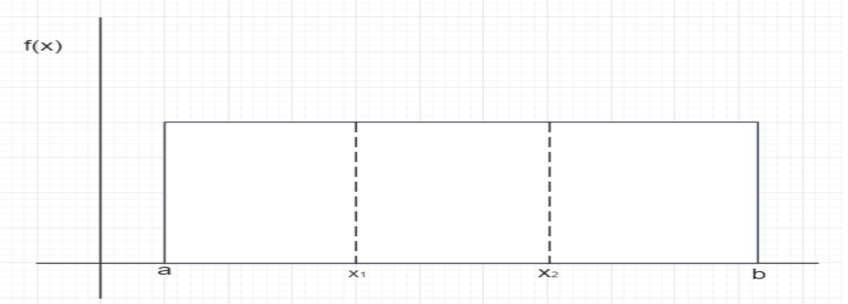 f(x)
a x₁ x₂ b